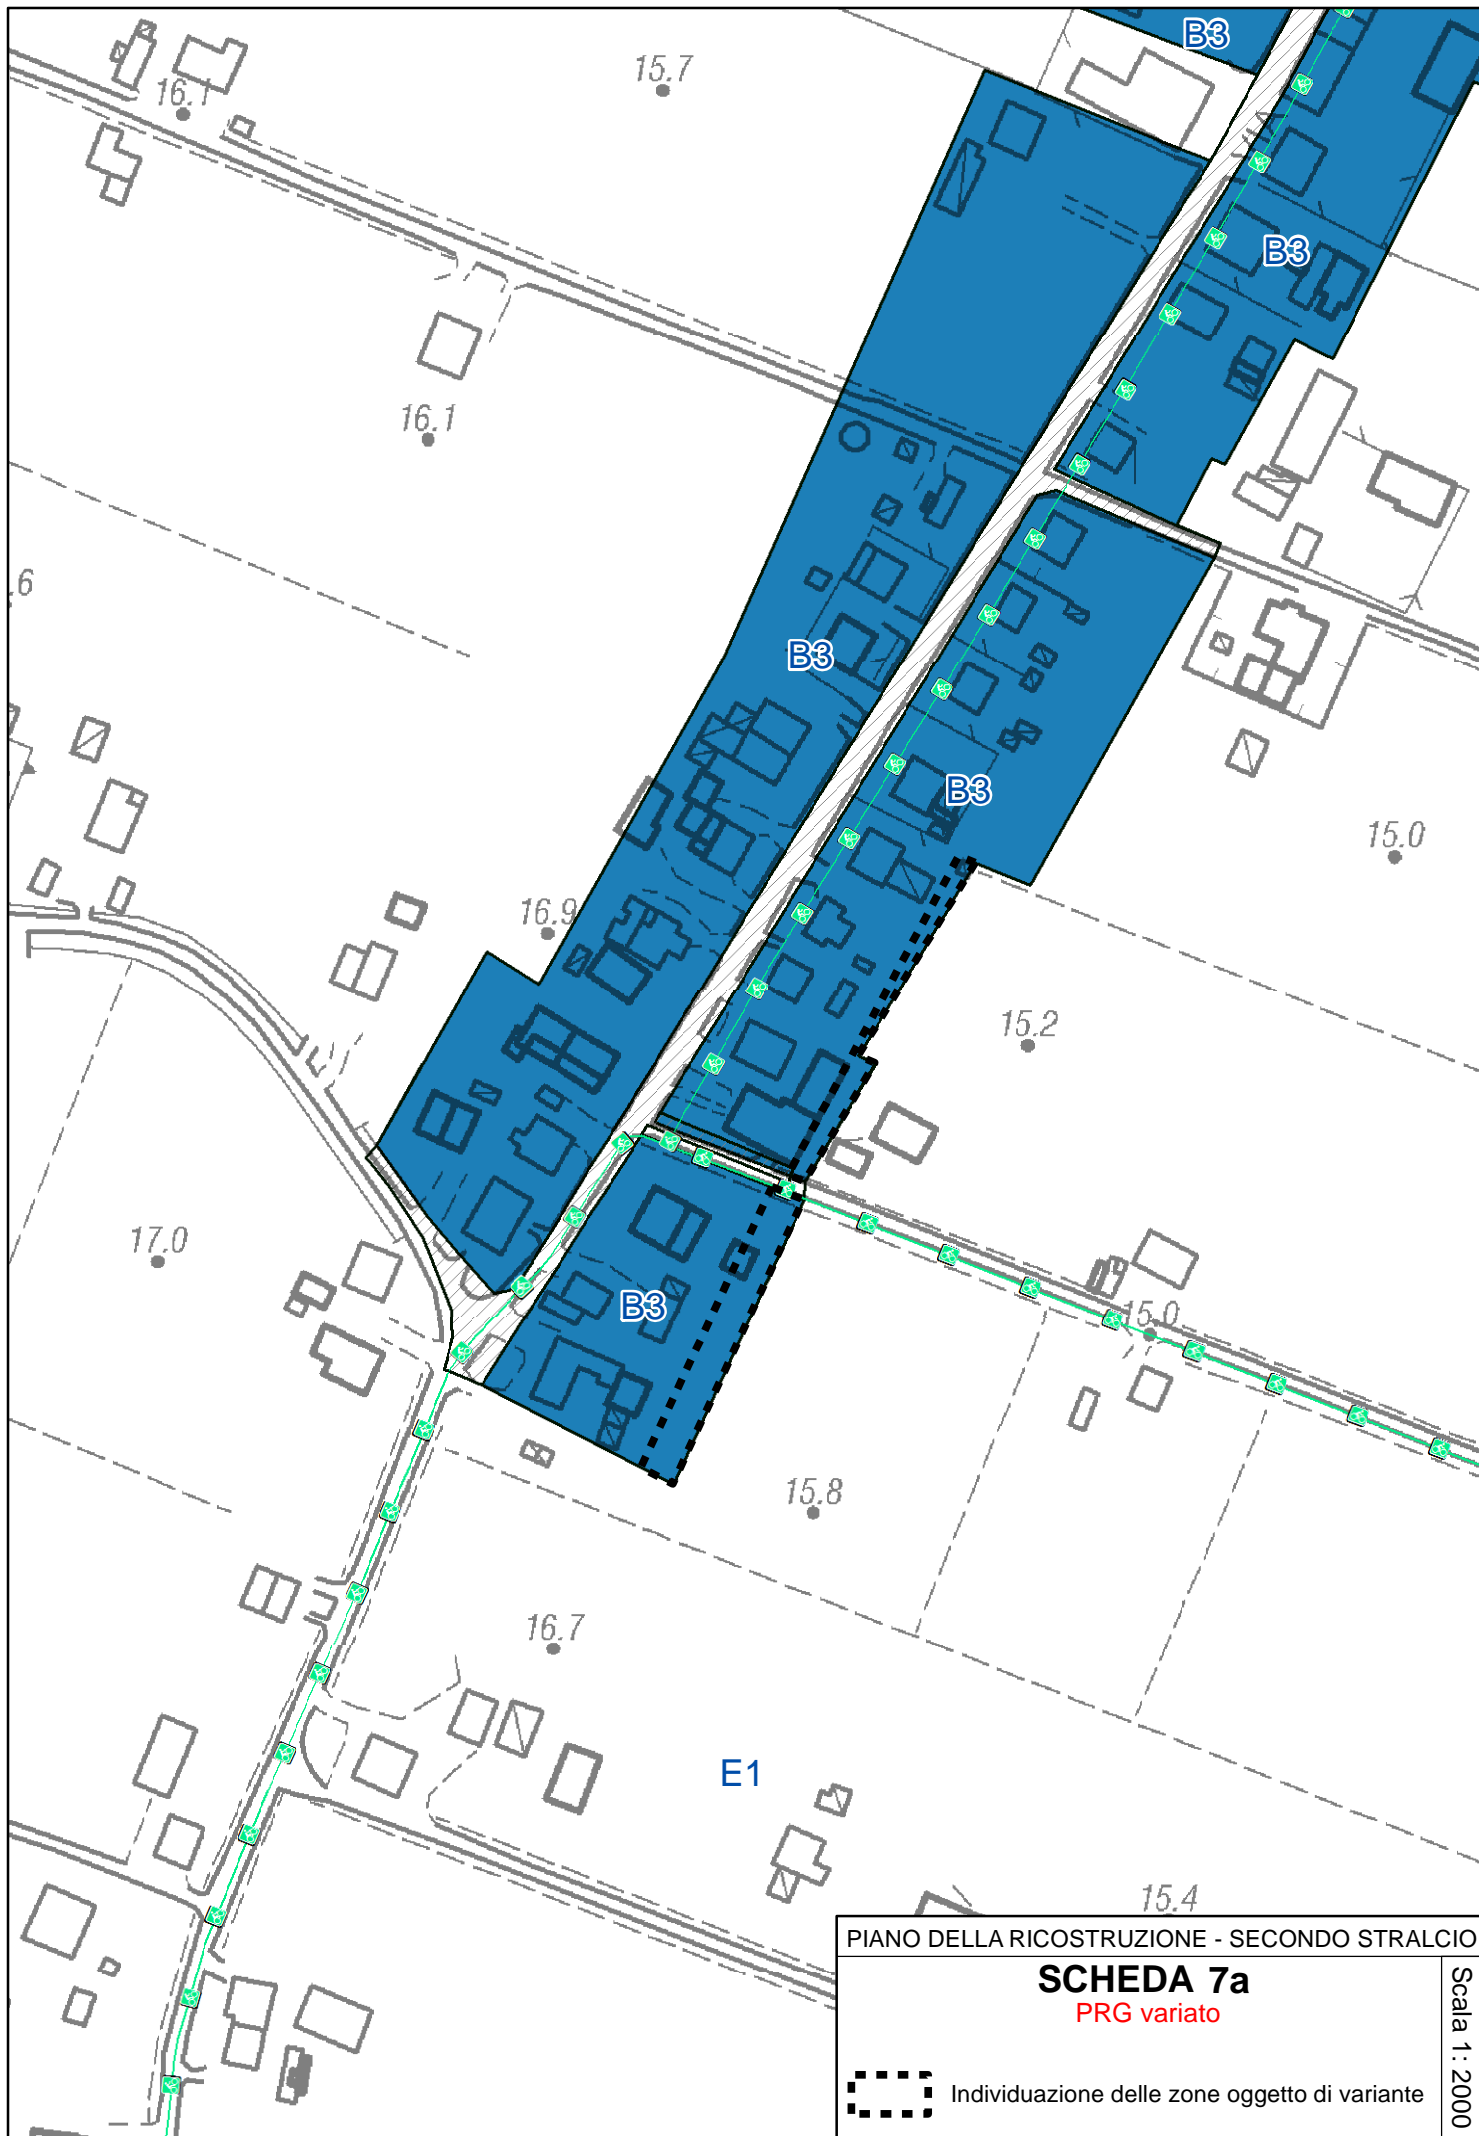 B3
15.7
16.1
B3
16.1
.6
B3
B3
15.0
16.9
15.2
17.0
B3
15.0
15.8
16.7
E1
15.4
PIANO DELLA RICOSTRUZIONE - SECONDO STRALCIO
SCHEDA 7a
PRG variato
Individuazione delle zone oggetto di variante
Scala 1: 2000